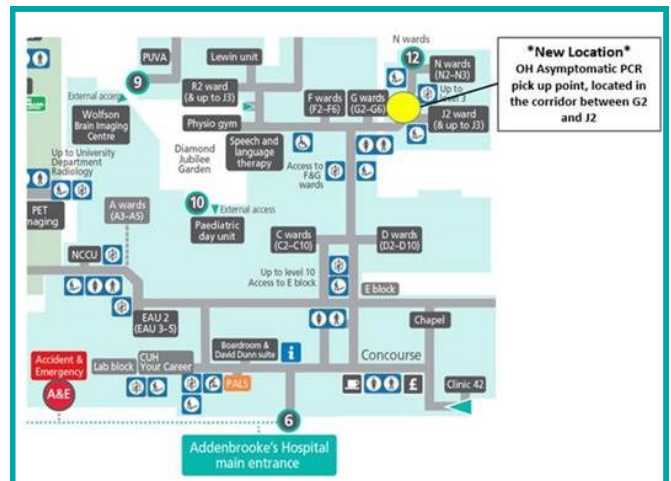 N wards
12
*New Location*
OH Asymptomatic PCR
pick up point, located in
the corridor between G2
and J2
PUVA
Lewin unit
N wards
(N2–N3)
9
R2 ward
(& up to J3)
F wards
(F2–F6)
G wards
(G2–G6)
Up to
level 3
External access
Wolfson
Brain Imaging
Centre
Physio gym
J2 ward
(& up to J3)
Speech and
language
therapy
Diamond
Jubilee
Garden
Up to University
Department
Radiology
Access to
F&G
wards
10
External access
A wards
(A3–A5)
PET
Paediatric
day unit
C wards
(C2–C10)
D wards
(D2–D10)
NCCU
Up to level 10
Access to E block
E block
EAU 2
(EAU 3–5)
Chapel
Boardroom &
David Dunn suite
i
Concourse
Accident &
Emergency
A&E
Lab block
CUH
Your Career
PALS
£
Clinic 42
6
Addenbrooke's Hospital
main entrance